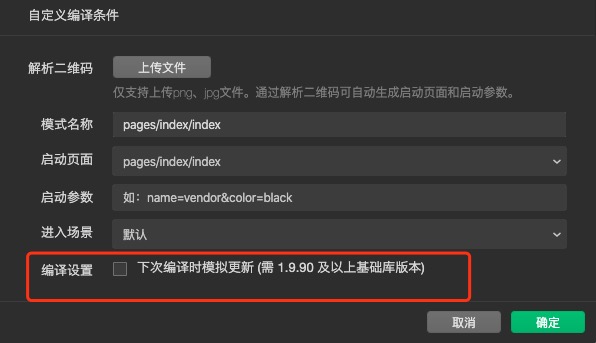 自定义编译条件
解析二维码 上传文件
仅支持上传png、jpg文件。通过解析二维码可自动生成启动页面和启动参数。
模式名称 pages/index/index
启动页面 pages/index/index
启动参数 如：name=vendor&color=black
进入场景 默认
编译设置 下次编译时模拟更新 (需 1.9.90 及以上基础库版本)
取消 确定